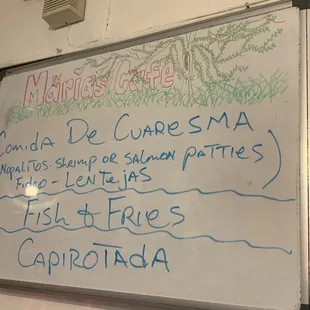 Maria's Cafe
Comida De Cuaresma
(Nopalitos. Shrimp or Salmon patties
Fideo - Lentejas )
Fish & Fries
Capirotada